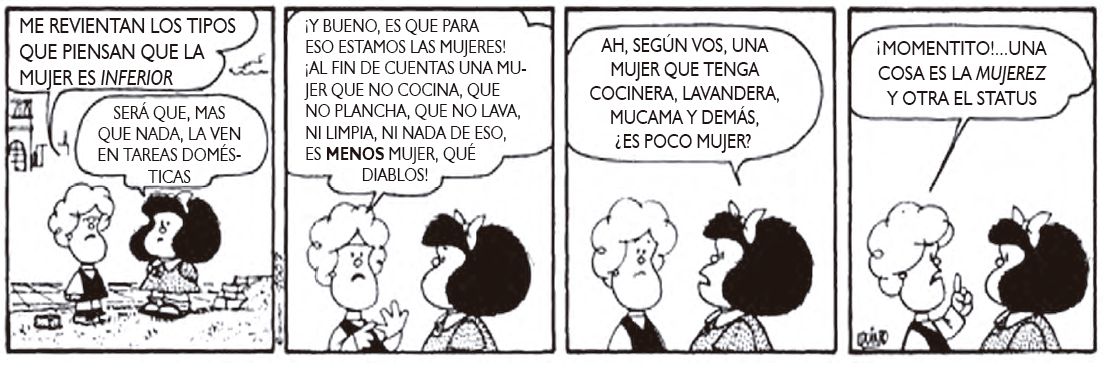 ME REVIENTAN LOS TIPOS
QUE PIENSAN QUE LA
MUJER ES INFERIOR
SERÁ QUE, MAS
QUE NADA, LA VEN
EN TAREAS DOMÉS-
TICAS
¡Y BUENO, ES QUE PARA
ESO ESTAMOS LAS MUJERES!
¡AL FIN DE CUENTAS UNA MU-
JER QUE NO COCINA, QUE
NO PLANCHA, QUE NO LAVA,
NI LIMPIA, NI NADA DE ESO,
ES MENOS MUJER, QUÉ
DIABLOS!
AH, SEGÚN VOS, UNA
MUJER QUE TENGA
COCINERA, LAVANDERA,
MUCAMA Y DEMÁS,
¿ES POCO MUJER?
¡MOMENTITO!...UNA
COSA ES LA MUJEREZ
Y OTRA EL STATUS
QUINO